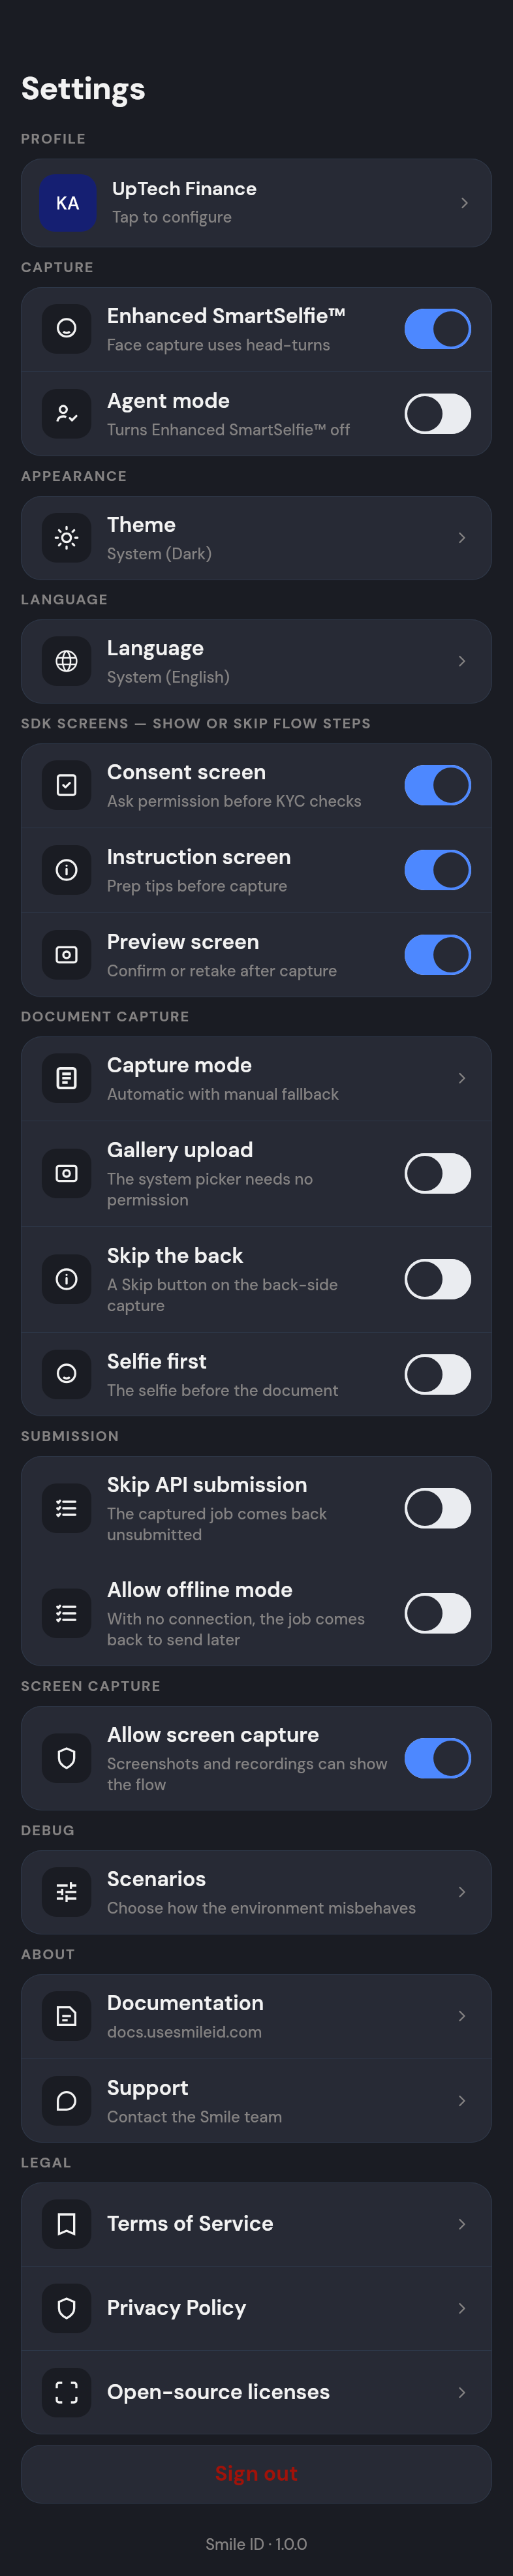 Settings
PROFILE
KA
UpTech Finance
Tap to configure
CAPTURE
Enhanced SmartSelfie™
Face capture uses head-turns
Agent mode
Turns Enhanced SmartSelfie™ off
APPEARANCE
Theme
System (Dark)
LANGUAGE
Language
System (English)
SDK SCREENS — SHOW OR SKIP FLOW STEPS
Consent screen
Ask permission before KYC checks
Instruction screen
Prep tips before capture
Preview screen
Confirm or retake after capture
DOCUMENT CAPTURE
Capture mode
Automatic with manual fallback
Gallery upload
The system picker needs no
permission
Skip the back
A Skip button on the back-side
capture
Selfie first
The selfie before the document
SUBMISSION
Skip API submission
The captured job comes back
unsubmitted
Allow offline mode
With no connection, the job comes
back to send later
SCREEN CAPTURE
Allow screen capture
Screenshots and recordings can show
the flow
DEBUG
Scenarios
Choose how the environment misbehaves
ABOUT
Documentation
docs.usesmileid.com
Support
Contact the Smile team
LEGAL
Terms of Service
Privacy Policy
Open-source licenses
Sign out
Smile ID · 1.0.0